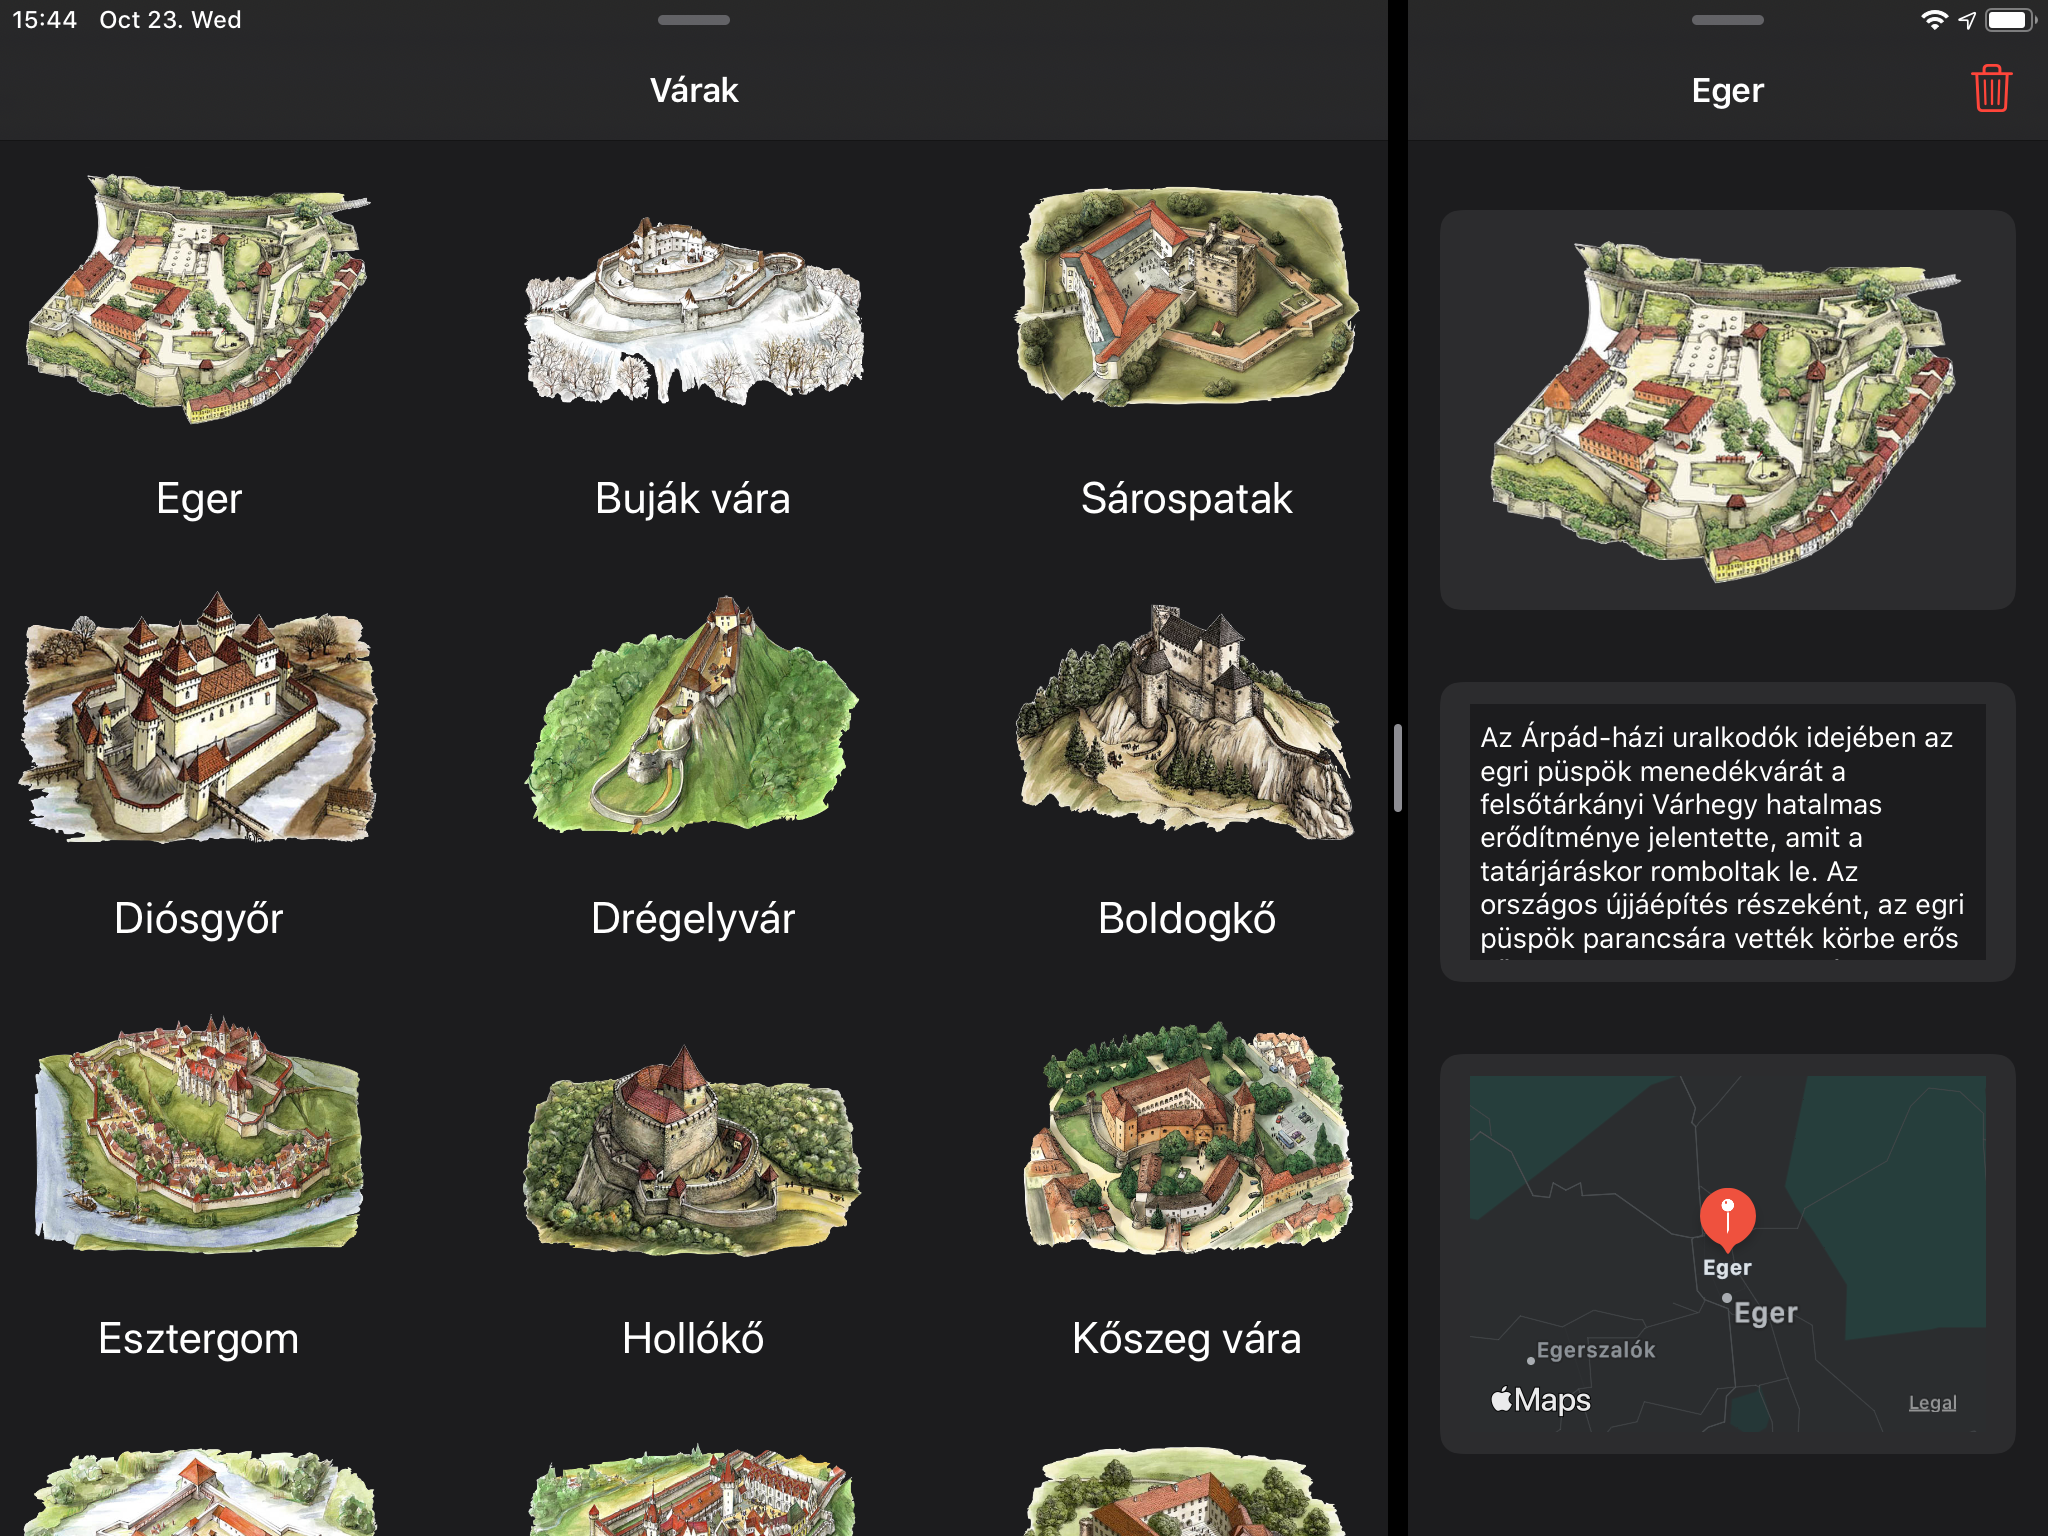 15:44 Oct 23. Wed
Várak
Eger
Buják vára
Sárospatak
Diósgyőr
Drégelyvár
Boldogkő
Esztergom
Hollókő
Kőszeg vára
Eger
Az Árpád-házi uralkodók idejében az
egri püspök menedékvárát a
felsőtárkányi Várhegy hatalmas
erődítménye jelentette, amit a
tatárjáráskor romboltak le. Az
országos újjáépítés részeként, az egri
püspök parancsára vették körbe erős
Eger
Eger
Egerszalók
Maps
Legal